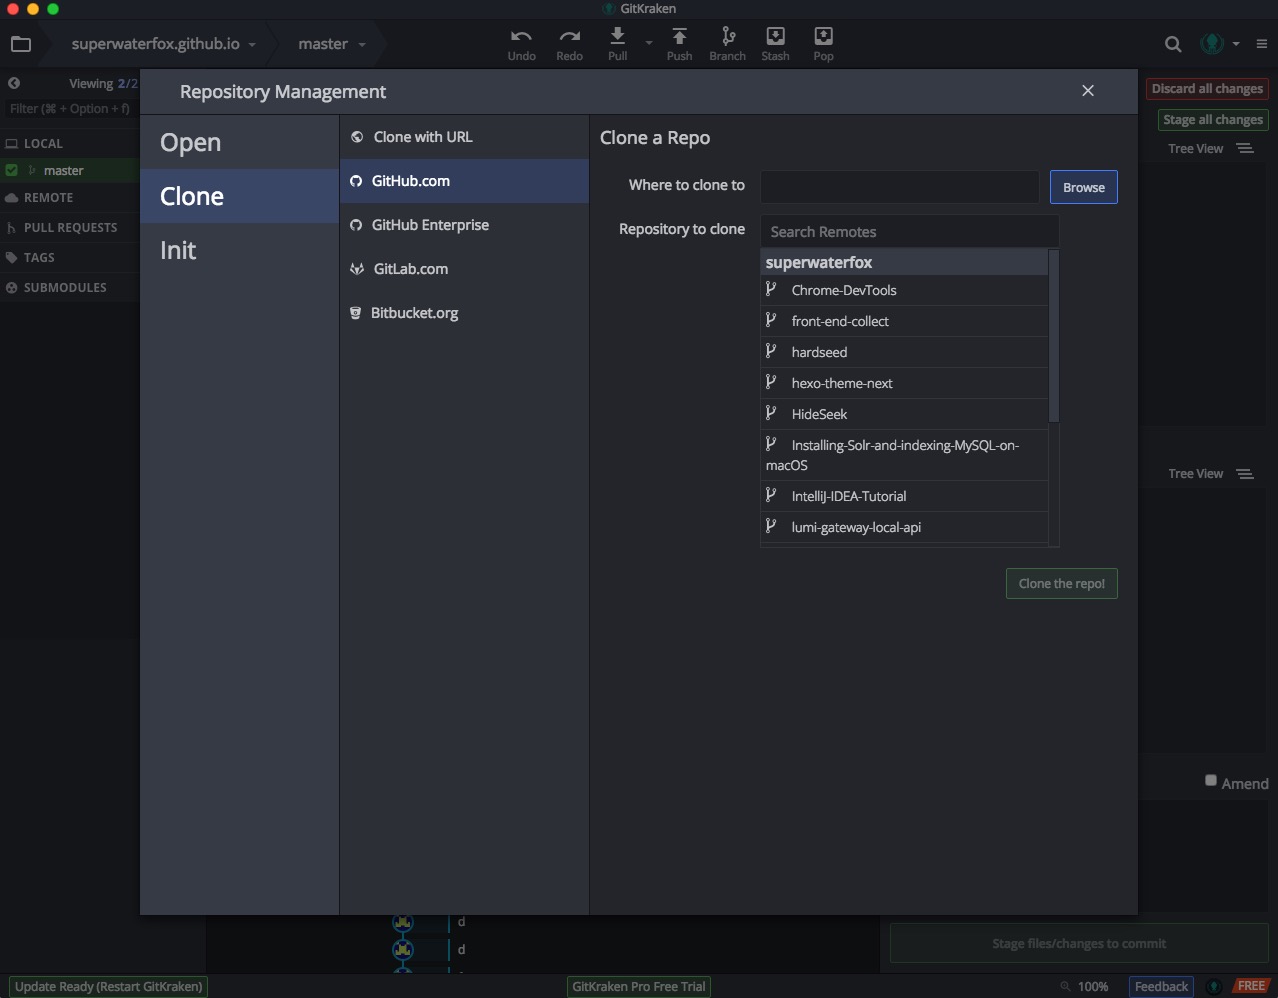 GitKraken
superwaterfox.github.io
master
Undo
Redo
Pull
Push
Branch
Stash
Pop
Viewing 2/2
Filter (⌘ + Option + f)
LOCAL
master
REMOTE
PULL REQUESTS
TAGS
SUBMODULES
Repository Management
Open
Clone
Init
Clone with URL
GitHub.com
GitHub Enterprise
GitLab.com
Bitbucket.org
Clone a Repo
Where to clone to
Browse
Repository to clone
Search Remotes
superwaterfox
Chrome-DevTools
front-end-collect
hardseed
hexo-theme-next
HideSeek
Installing-Solr-and-indexing-MySQL-on-
macOS
IntelliJ-IDEA-Tutorial
lumi-gateway-local-api
Clone the repo!
Discard all changes
Stage all changes
Tree View
Tree View
Amend
d
d
Stage files/changes to commit
Update Ready (Restart GitKraken)
GitKraken Pro Free Trial
100%
Feedback
FREE